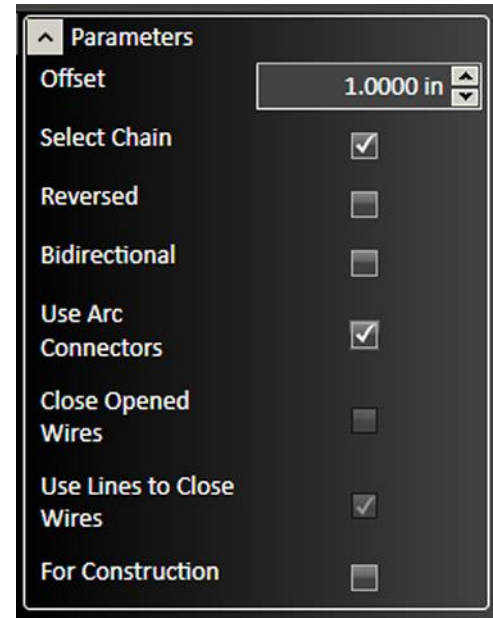 Parameters
Offset
1.0000 in
Select Chain
Reversed
Bidirectional
Use Arc
Connectors
Close Opened
Wires
Use Lines to Close
Wires
For Construction